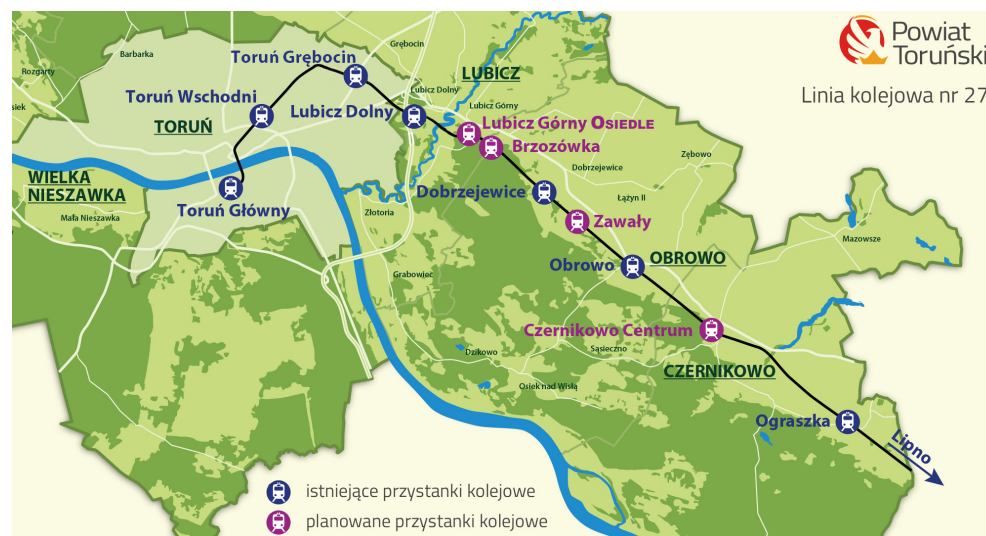 Powiat
Toruński
Linia kolejowa nr 27
Grębocin
Barbarka
Toruń Grębocin
Rozgarty
LUBICZ
Lubicz Dolny
Toruń Wschodni
siek
Lubicz Górny
Lubicz Dolny
TORUŃ
Lubicz Górny OSIEDLE
Brzozówka
Zębowo
Dobrzejewice
WIELKA
NIESZAWKA
Dobrzejewice
Łążyn II
Toruń Główny
Mała Nieszawka
Złotoria
Zawały
Mazowsze
OBROWO
Obrowo
Grabowiec
Czernikowo Centrum
Dzikowo
Sąsieczno
CZERNIKOWO
Osiek nad Wisłą
Ograszka
Lipno
istniejące przystanki kolejowe
planowane przystanki kolejowe